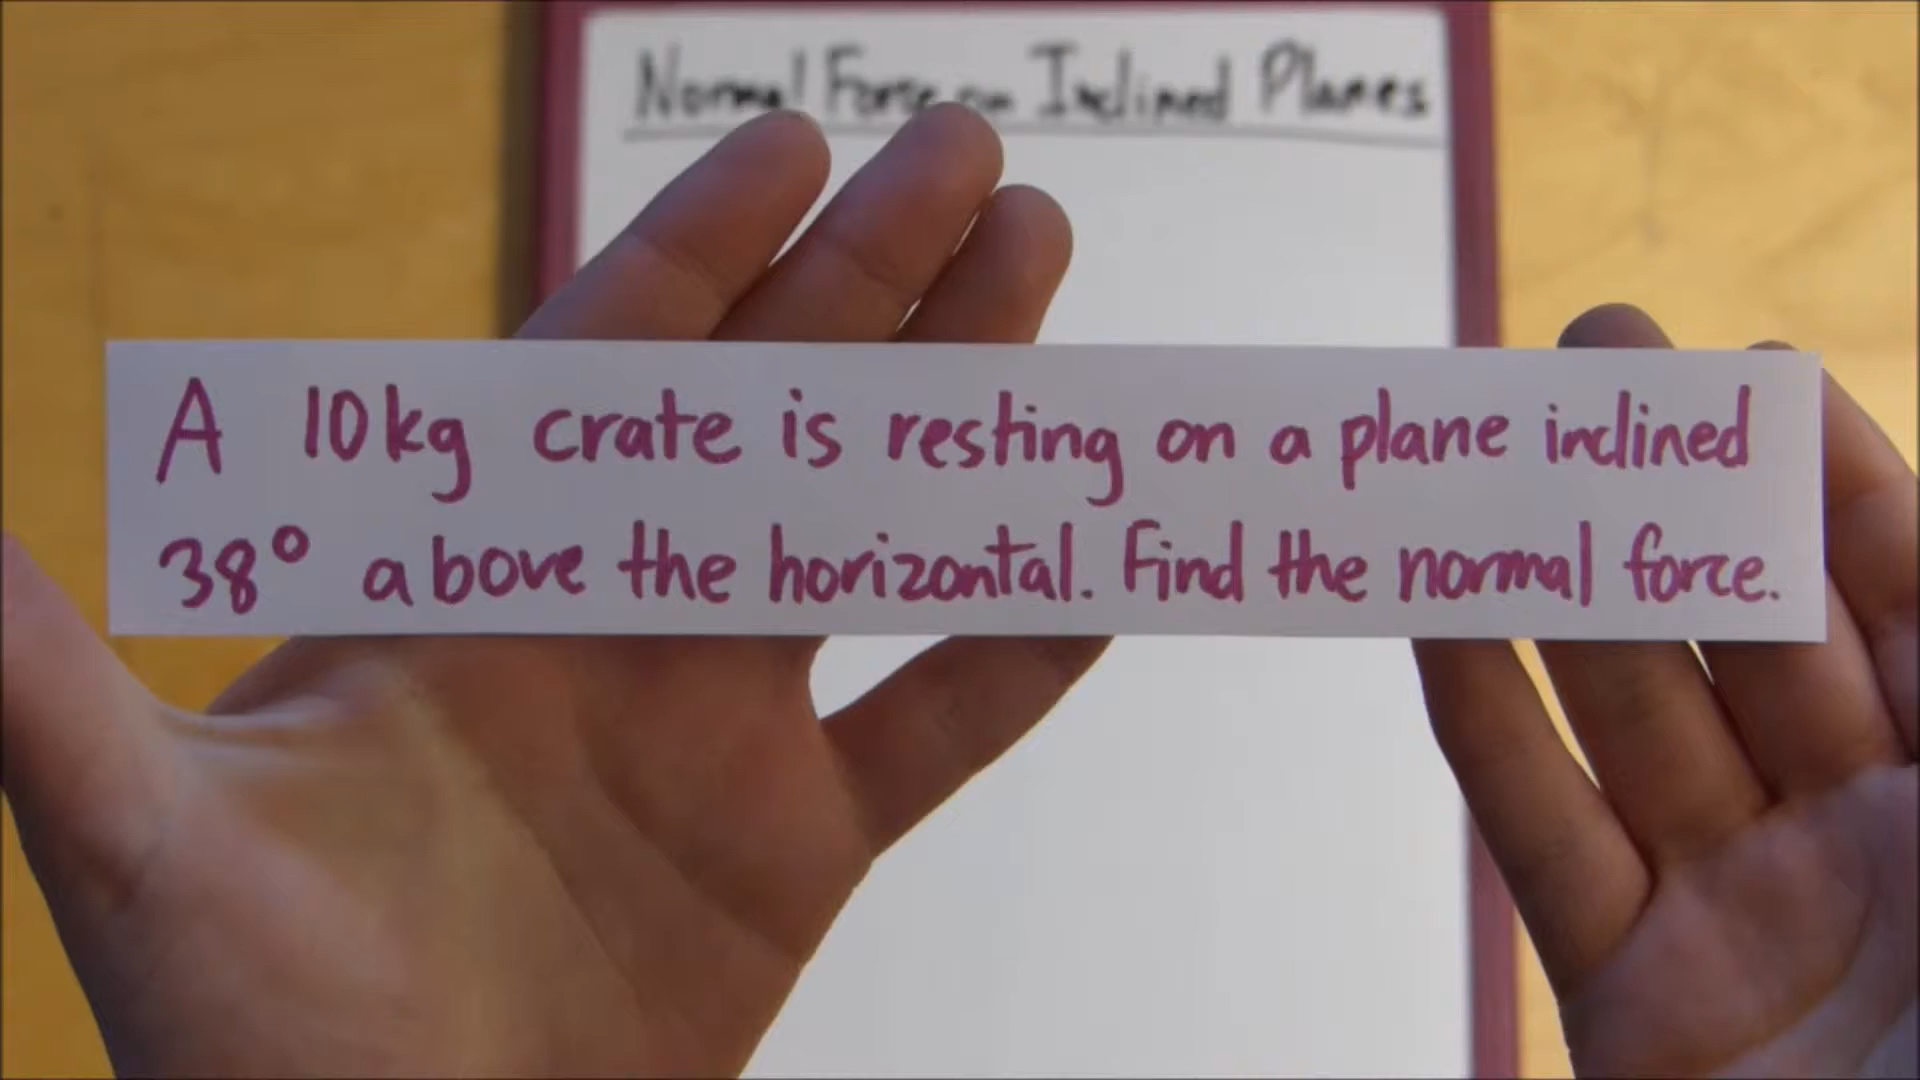 Normal Force on Inclined Planes
A 10kg crate is resting on a plane inclined
38° above the horizontal. Find the normal force.